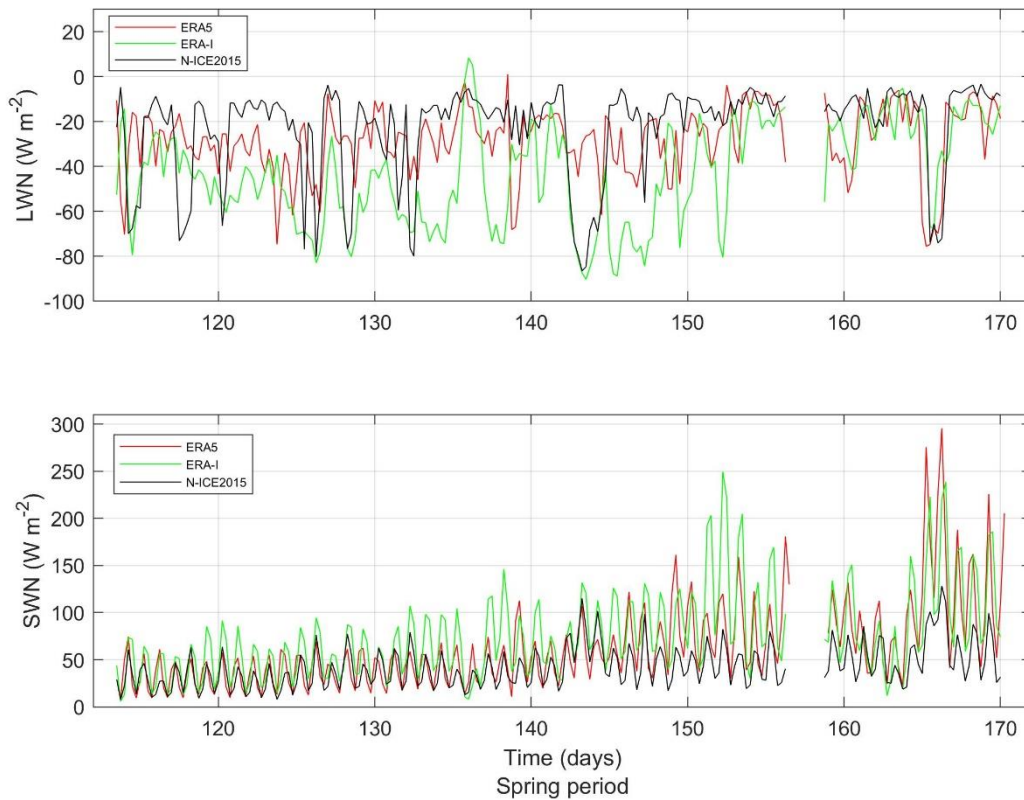 20
0
-20
-40
-60
-80
-100
LWN (W m-2)
ERA5
ERA-I
N-ICE2015
120 130 140 150 160 170
300
250
200
150
100
50
0
SWN (W m-2)
ERA5
ERA-I
N-ICE2015
120 130 140 150 160 170
Time (days)
Spring period